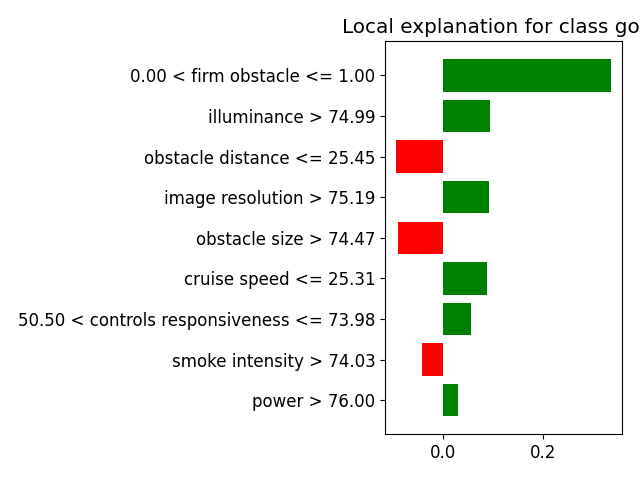 Local explanation for class go
0.00 < firm obstacle <= 1.00
illuminance > 74.99
obstacle distance <= 25.45
image resolution > 75.19
obstacle size > 74.47
cruise speed <= 25.31
50.50 < controls responsiveness <= 73.98
smoke intensity > 74.03
power > 76.00
0.0 0.2